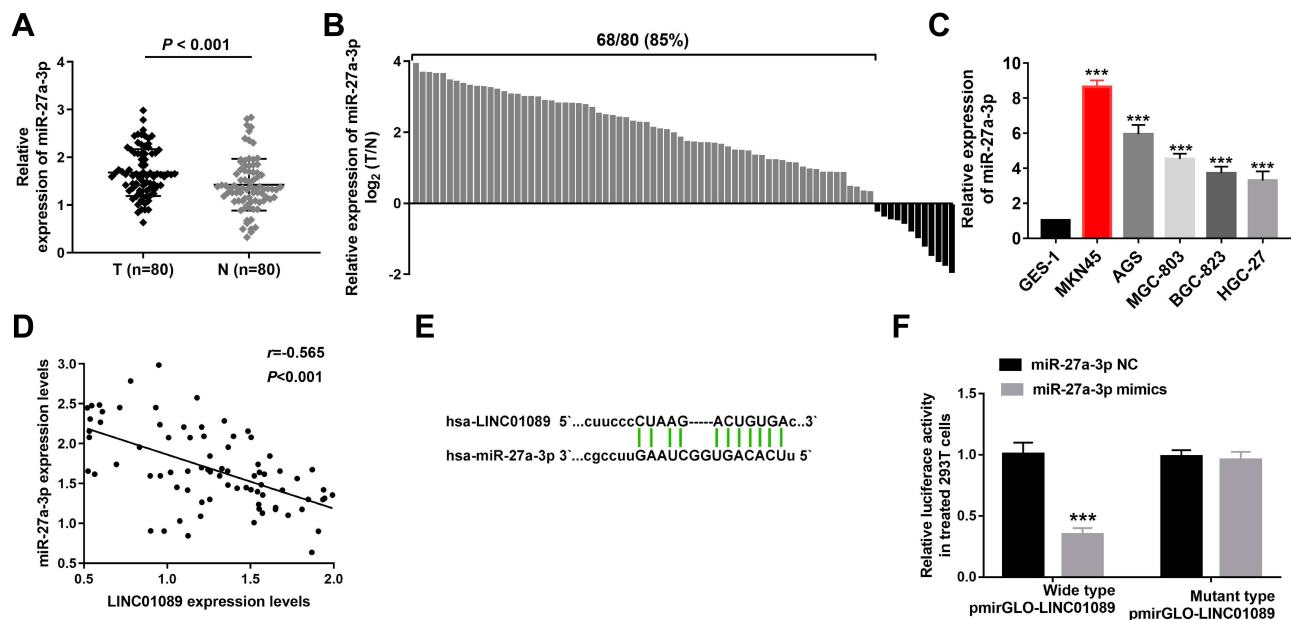 A
P < 0.001
Relative
expression of miR-27a-3p
4
3
2
1
0
T (n=80)
N (n=80)
B
68/80 (85%)
Relative expression of miR-27a-3p
log2 (T/N)
4
2
0
-2
C
Relative expression
of miR-27a-3p
10
8
6
4
2
0
***
***
***
***
***
GES-1
MKN45
AGS
MGC-803
BGC-823
HGC-27
D
r=-0.565
P<0.001
miR-27a-3p expression levels
3.0
2.5
2.0
1.5
1.0
0.5
0.5
1.0
1.5
2.0
LINC01089 expression levels
E
hsa-LINC01089 5`...cuucccCUAAG-----ACUGUGAc..3`
hsa-miR-27a-3p 3`...cgccuuGAAUCGGUGACACUu 5`
F
miR-27a-3p NC
miR-27a-3p mimics
Relative luciferace activity
in treated 293T cells
1.5
1.0
0.5
0.0
***
Wide type
pmirGLO-LINC01089
Mutant type
pmirGLO-LINC01089